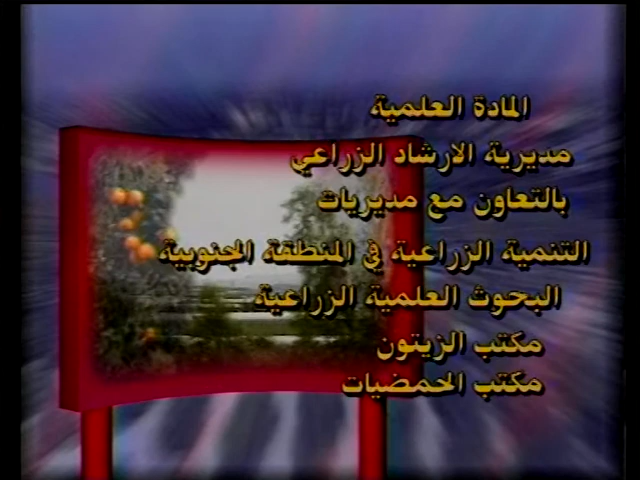 المادة العلمية
مديرية الارشاد الزراعي
بالتعاون مع مديريات
التنمية الزراعية في المنطقة الجنوبية
البحوث العلمية الزراعية
مكتب الزيتون
مكتب الحمضيات